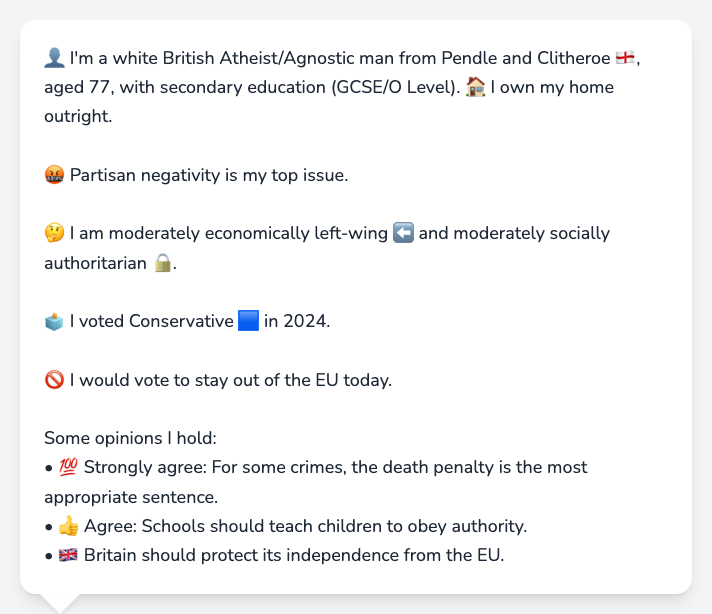 👤 I'm a white British Atheist/Agnostic man from Pendle and Clitheroe 🏴󠁧󠁢󠁥󠁮󠁧󠁿,
aged 77, with secondary education (GCSE/O Level). 🏠 I own my home
outright.
🤬 Partisan negativity is my top issue.
🤔 I am moderately economically left-wing ⬅️ and moderately socially
authoritarian 🔒.
🗳️ I voted Conservative 🟦 in 2024.
🚫 I would vote to stay out of the EU today.
Some opinions I hold:
• 💯 Strongly agree: For some crimes, the death penalty is the most
appropriate sentence.
• 👍 Agree: Schools should teach children to obey authority.
• 🇬🇧 Britain should protect its independence from the EU.